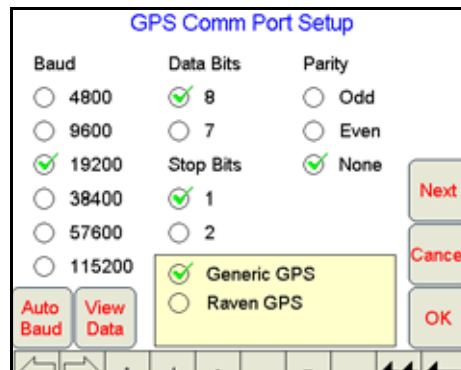 GPS Comm Port Setup
Baud
4800
9600
19200
38400
57600
115200
Data Bits
8
7
Stop Bits
1
2
Parity
Odd
Even
None
Generic GPS
Raven GPS
Next
Cance
OK
Auto
Baud
View
Data